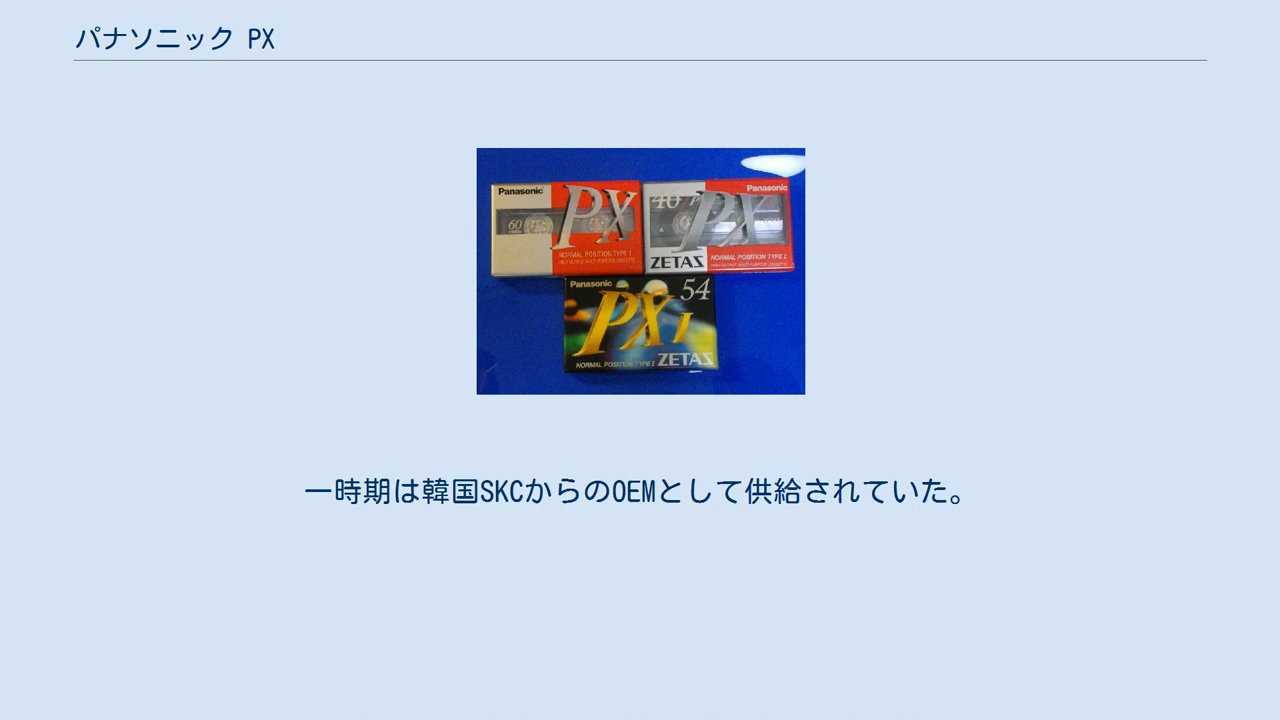 パナソニック PX
Panasonic
PX
60
NORMAL POSITION TYPE I
HIGH OUTPUT MULTI-PURPOSE CASSETTE
Panasonic
46
PX
ZETAS
NORMAL POSITION TYPE I
HIGH OUTPUT MULTI-PURPOSE CASSETTE
Panasonic
54
PX I
NORMAL POSITION TYPE I
ZETAS
一時期は韓国SKCからのOEMとして供給されていた。